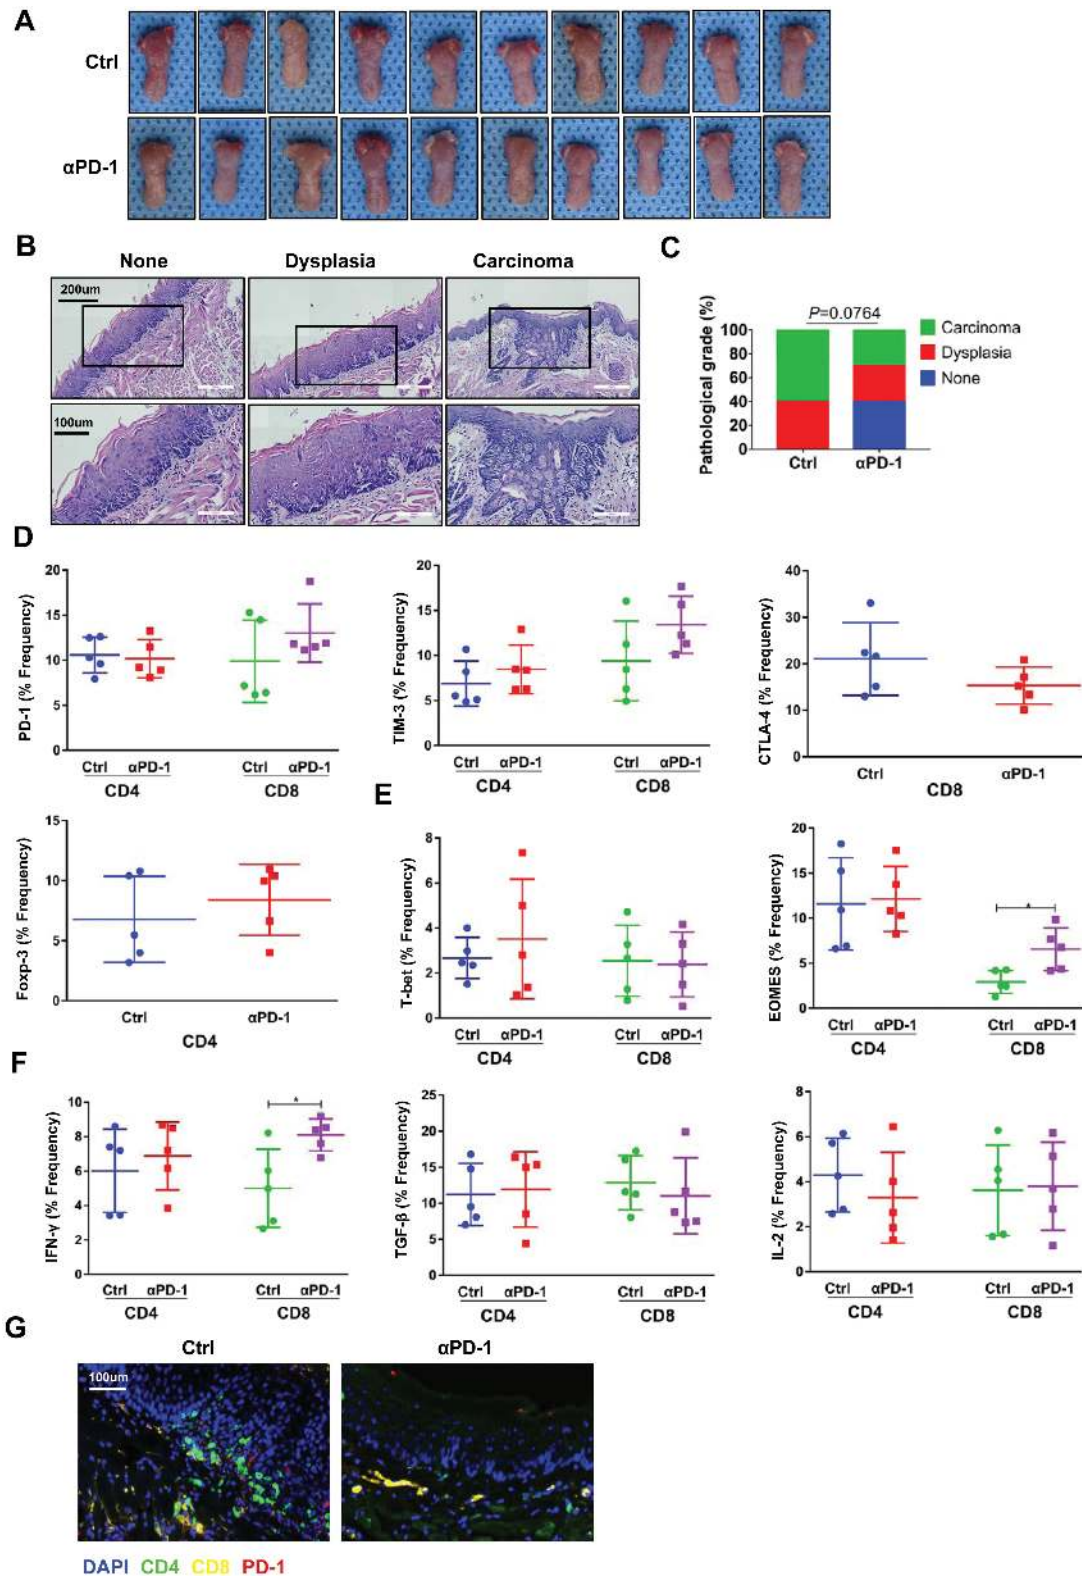 A
Ctrl
αPD-1
B
None Dysplasia Carcinoma
200um
100um
C
P=0.0764
Pathological grade (%)
100
80
60
40
20
0
Ctrl αPD-1
Carcinoma
Dysplasia
None
D
PD-1 (% Frequency)
20
15
10
5
0
Ctrl αPD-1 Ctrl αPD-1
CD4 CD8
TIM-3 (% Frequency)
20
15
10
5
0
Ctrl αPD-1 Ctrl αPD-1
CD4 CD8
CTLA-4 (% Frequency)
40
30
20
10
0
Ctrl αPD-1
CD8
Foxp-3 (% Frequency)
15
10
5
0
Ctrl αPD-1
CD4
E
T-bet (% Frequency)
8
6
4
2
0
Ctrl αPD-1 Ctrl αPD-1
CD4 CD8
EOMES (% Frequency)
20
15
10
5
0
*
Ctrl αPD-1 Ctrl αPD-1
CD4 CD8
F
IFN-γ (% Frequency)
10
8
6
4
2
0
*
Ctrl αPD-1 Ctrl αPD-1
CD4 CD8
TGF-β (% Frequency)
25
20
15
10
5
0
Ctrl αPD-1 Ctrl αPD-1
CD4 CD8
IL-2 (% Frequency)
8
6
4
2
0
Ctrl αPD-1 Ctrl αPD-1
CD4 CD8
G
Ctrl αPD-1
100um
DAPI CD4 CD8 PD-1